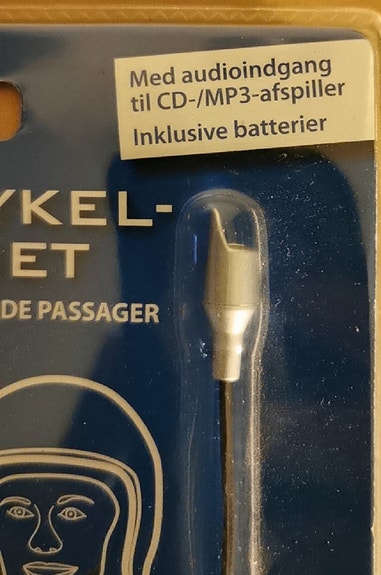 Med audioindgang
til CD-/MP3-afspiller
Inklusive batterier
YKEL-
ET
DE PASSAGER